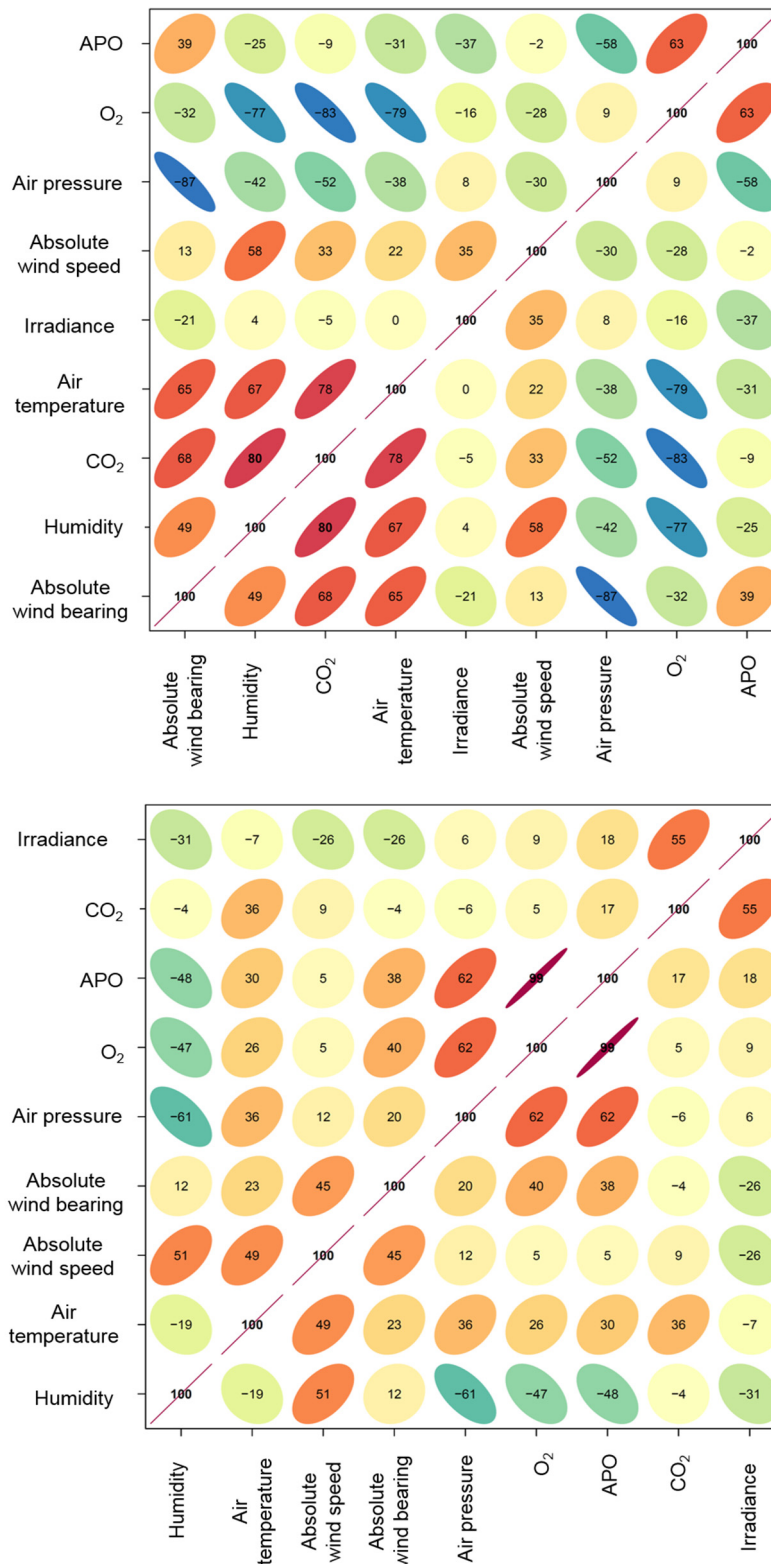 APO 39 −25 −9 −31 −37 −2 −58 63 100
O₂ −32 −77 −83 −79 −16 −28 9 100 63
Air pressure −87 −42 −52 −38 8 −30 100 9 −58
Absolute
wind speed 13 58 33 22 35 100 −30 −28 −2
Irradiance −21 4 −5 0 100 35 8 −16 −37
Air
temperature 65 67 78 100 0 22 −38 −79 −31
CO₂ 68 80 100 78 −5 33 −52 −83 −9
Humidity 49 100 80 67 4 58 −42 −77 −25
Absolute
wind bearing 100 49 68 65 −21 13 −87 −32 39
Absolute
wind bearing
Humidity
CO₂
Air
temperature
Irradiance
Absolute
wind speed
Air pressure
O₂
APO
Irradiance −31 −7 −26 −26 6 9 18 55 100
CO₂ −4 36 9 −4 −6 5 17 100 55
APO −48 30 5 38 62 99 100 17 18
O₂ −47 26 5 40 62 100 99 5 9
Air pressure −61 36 12 20 100 62 62 −6 6
Absolute
wind bearing 12 23 45 100 20 40 38 −4 −26
Absolute
wind speed 51 49 100 45 12 5 5 9 −26
Air
temperature −19 100 49 23 36 26 30 36 −7
Humidity 100 −19 51 12 −61 −47 −48 −4 −31
Humidity
Air
temperature
Absolute
wind speed
Absolute
wind bearing
Air pressure
O₂
APO
CO₂
Irradiance